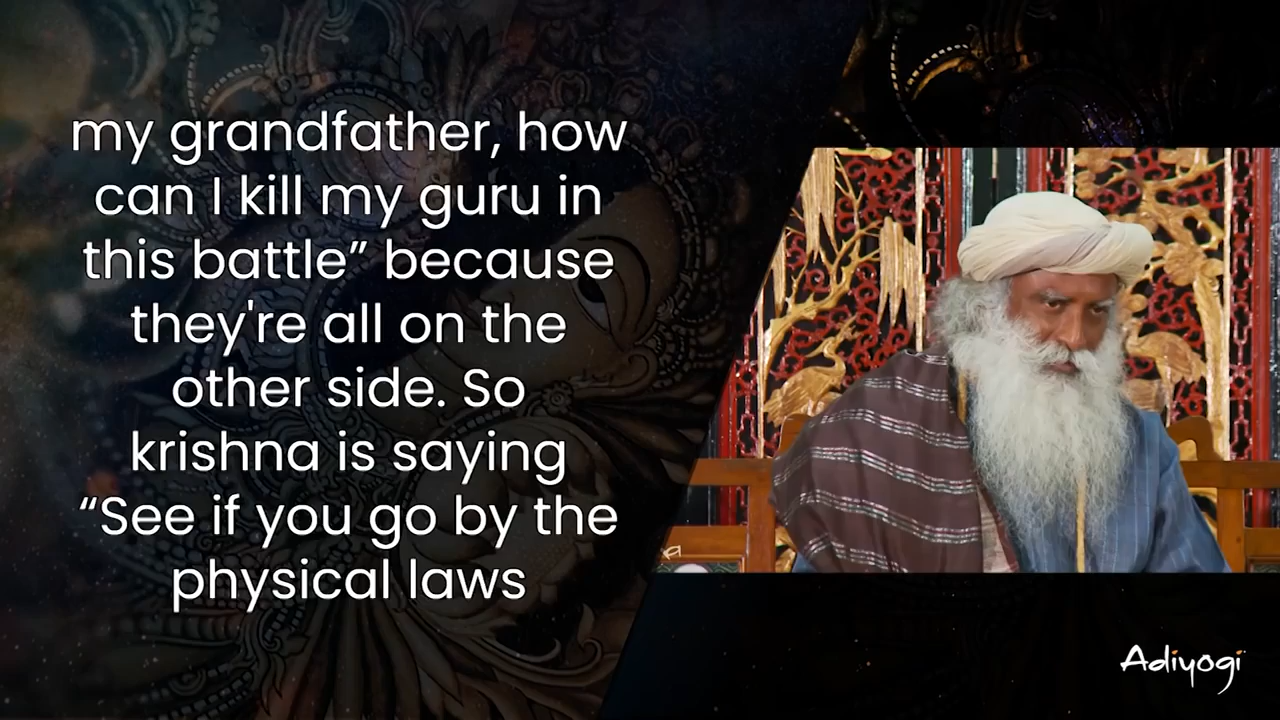 my grandfather, how
can I kill my guru in
this battle” because
they're all on the
other side. So
krishna is saying
“See if you go by the
physical laws
a
Adiyogi